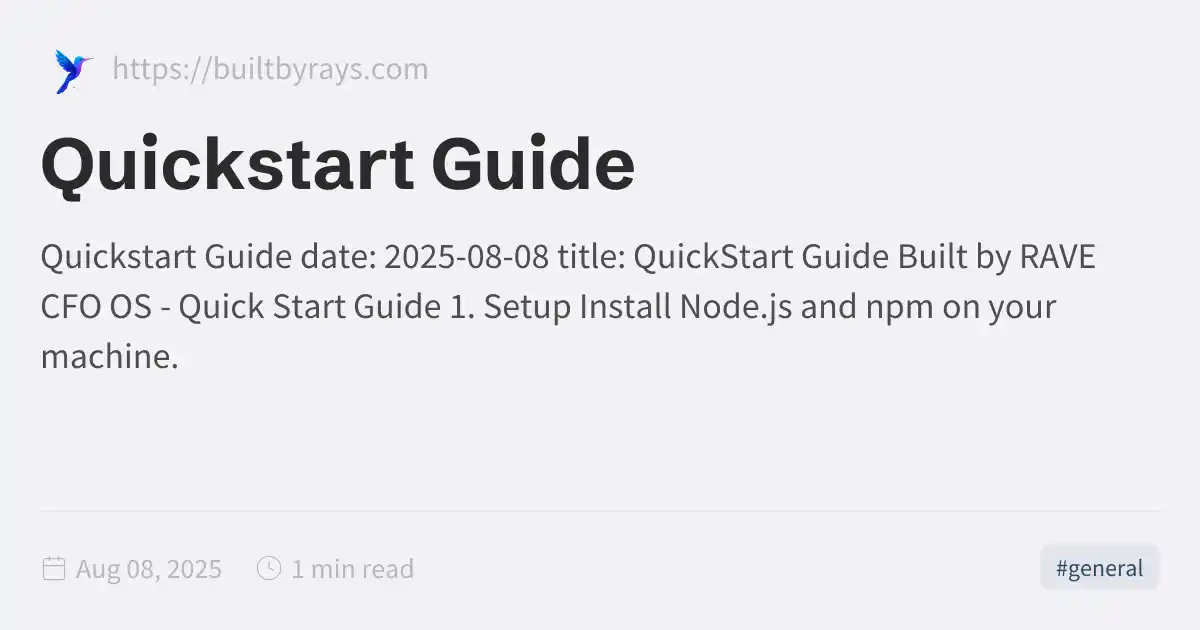 https://builtbyrays.com
Quickstart Guide
Quickstart Guide date: 2025-08-08 title: QuickStart Guide Built by RAVE
CFO OS - Quick Start Guide 1. Setup Install Node.js and npm on your
machine.
Aug 08, 2025
1 min read
#general